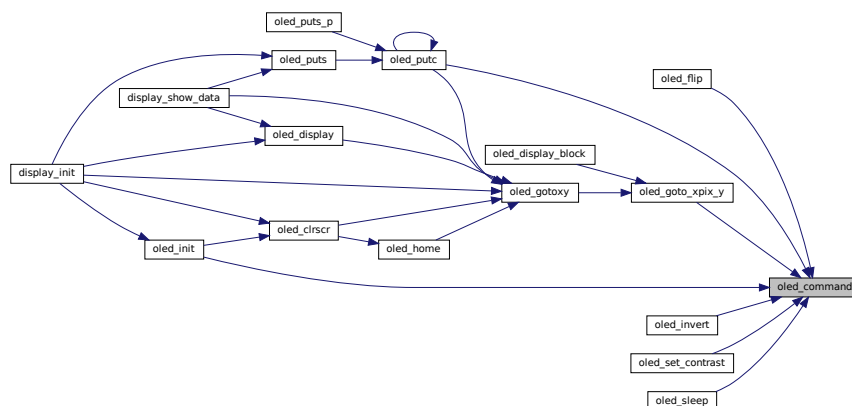 oled_puts_p
oled_puts
oled_putc
oled_flip
display_show_data
oled_display
oled_display_block
display_init
oled_gotoxy
oled_goto_xpix_y
oled_clrscr
oled_init
oled_home
oled_command
oled_invert
oled_set_contrast
oled_sleep